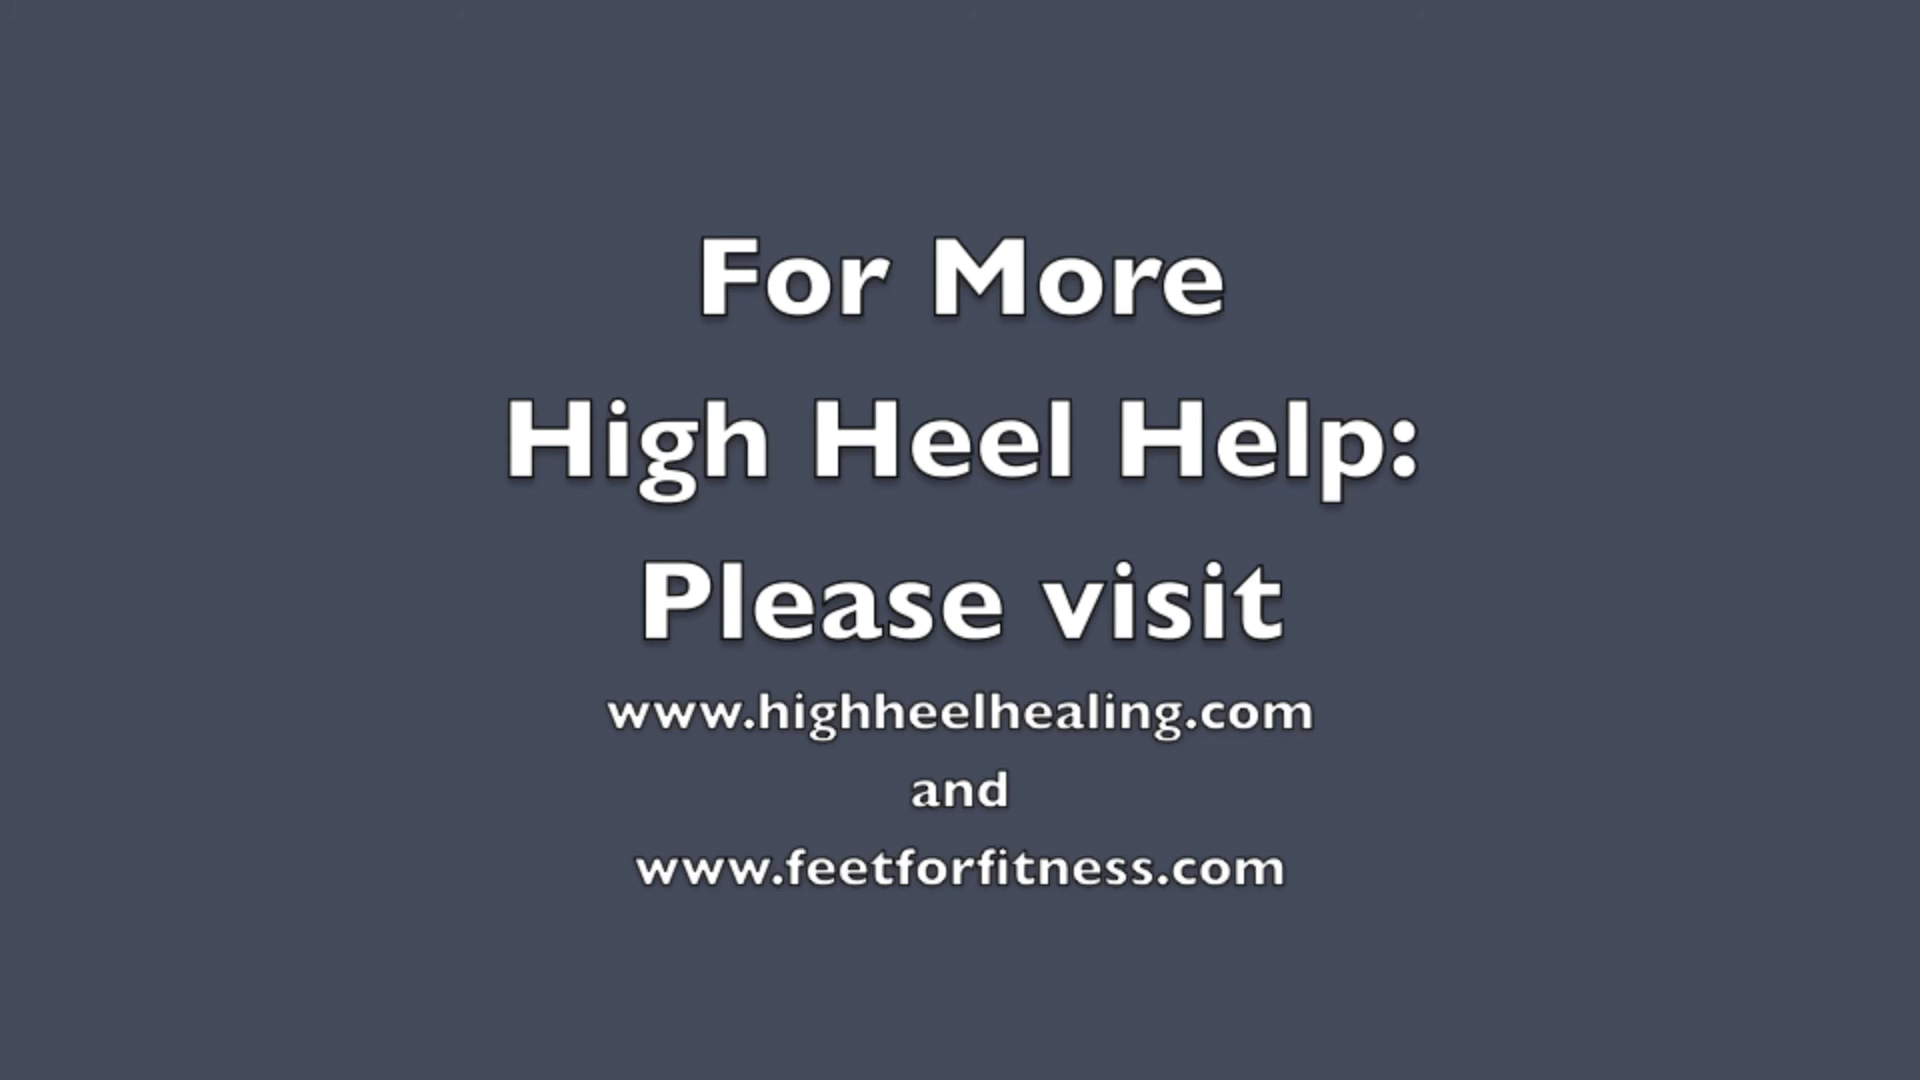 For More
High Heel Help:
Please visit
www.highheelhealing.com
and
www.feetforfitness.com